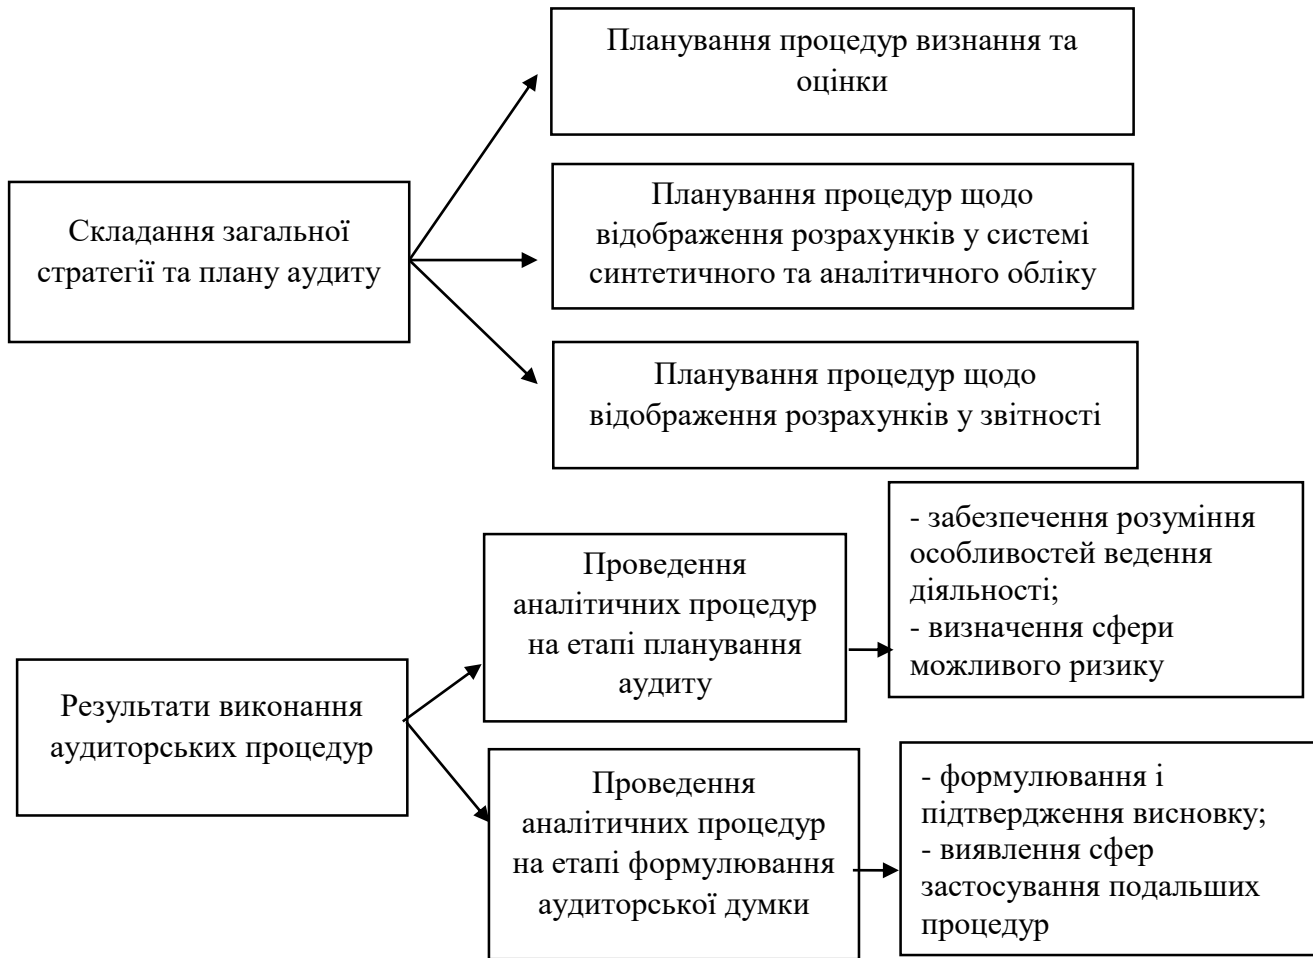 Планування процедур визнання та
оцінки
Складання загальної
стратегії та плану аудиту
Планування процедур щодо
відображення розрахунків у системі
синтетичного та аналітичного обліку
Планування процедур щодо
відображення розрахунків у звітності
Результати виконання
аудиторських процедур
Проведення
аналітичних процедур
на етапі планування
аудиту
- забезпечення розуміння
особливостей ведення
діяльності;
- визначення сфери
можливого ризику
Проведення
аналітичних процедур
на етапі формулювання
аудиторської думки
- формулювання і
підтвердження висновку;
- виявлення сфер
застосування подальших
процедур